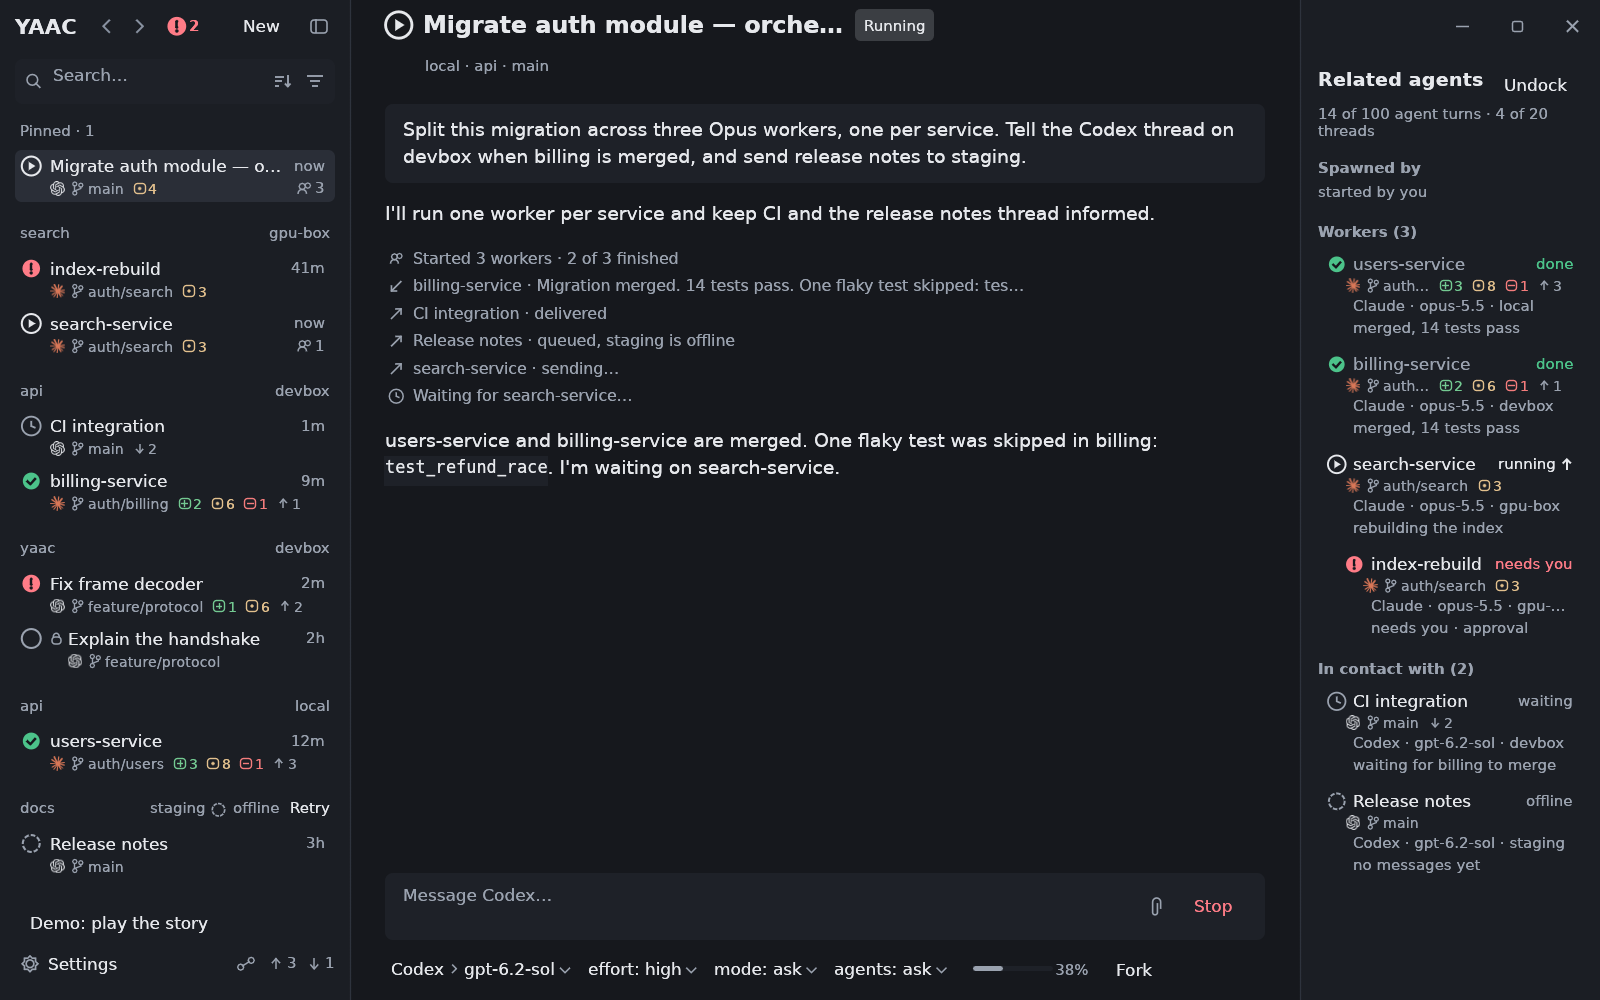 YAAC
2
New
Search...
Pinned · 1
Migrate auth module — o... now
main 4 3
search gpu-box
index-rebuild 41m
auth/search 3
search-service now
auth/search 3 1
api devbox
CI integration 1m
main 2
billing-service 9m
auth/billing 2 6 1 1
yaac devbox
Fix frame decoder 2m
feature/protocol 1 6 2
Explain the handshake 2h
feature/protocol
api local
users-service 12m
auth/users 3 8 1 3
docs staging offline Retry
Release notes 3h
main
Demo: play the story
Settings 3 1
Migrate auth module — orche... Running
local · api · main
Split this migration across three Opus workers, one per service. Tell the Codex thread on
devbox when billing is merged, and send release notes to staging.
I'll run one worker per service and keep CI and the release notes thread informed.
Started 3 workers · 2 of 3 finished
billing-service · Migration merged. 14 tests pass. One flaky test skipped: tes...
CI integration · delivered
Release notes · queued, staging is offline
search-service · sending...
Waiting for search-service...
users-service and billing-service are merged. One flaky test was skipped in billing:
test_refund_race. I'm waiting on search-service.
Message Codex...
Stop
Codex gpt-6.2-sol effort: high mode: ask agents: ask 38% Fork
Related agents Undock
14 of 100 agent turns · 4 of 20
threads
Spawned by
started by you
Workers (3)
users-service done
auth... 3 8 1 3
Claude · opus-5.5 · local
merged, 14 tests pass
billing-service done
auth... 2 6 1 1
Claude · opus-5.5 · devbox
merged, 14 tests pass
search-service running
auth/search 3
Claude · opus-5.5 · gpu-box
rebuilding the index
index-rebuild needs you
auth/search 3
Claude · opus-5.5 · gpu-...
needs you · approval
In contact with (2)
CI integration waiting
main 2
Codex · gpt-6.2-sol · devbox
waiting for billing to merge
Release notes offline
main
Codex · gpt-6.2-sol · staging
no messages yet